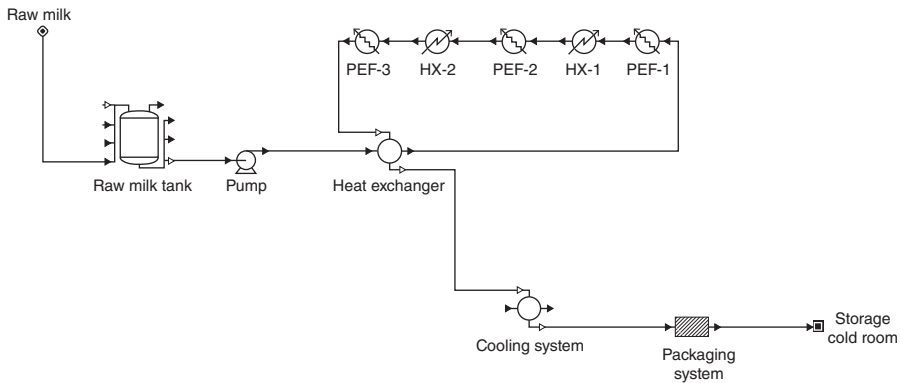 Raw milk
PEF-3
HX-2
PEF-2
HX-1
PEF-1
Raw milk tank
Pump
Heat exchanger
Cooling system
Packaging
system
Storage
cold room